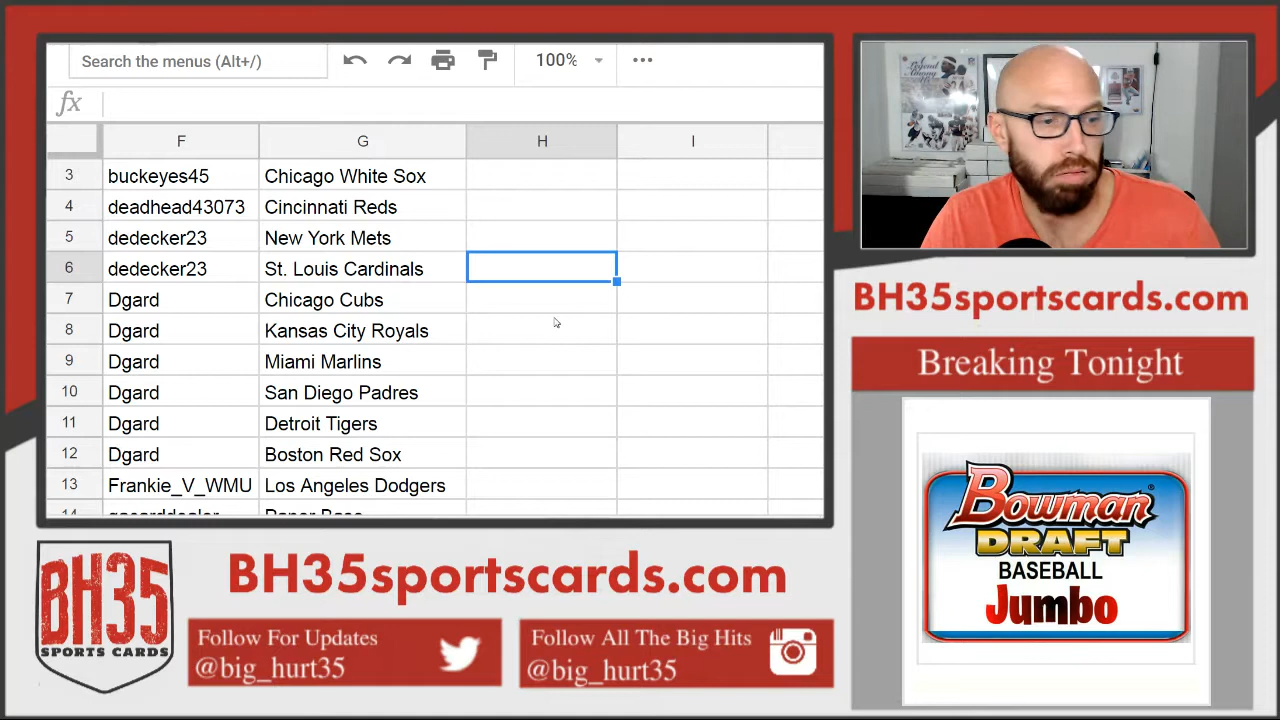 Search the menus (Alt+/)
100%
fx
F G H I
3 buckeyes45 Chicago White Sox
4 deadhead43073 Cincinnati Reds
5 dedecker23 New York Mets
6 dedecker23 St. Louis Cardinals
7 Dgard Chicago Cubs
8 Dgard Kansas City Royals
9 Dgard Miami Marlins
10 Dgard San Diego Padres
11 Dgard Detroit Tigers
12 Dgard Boston Red Sox
13 Frankie_V_WMU Los Angeles Dodgers
BH35sportscards.com
Breaking Tonight
Bowman®
DRAFT
BASEBALL
Jumbo
BH35
SPORTS CARDS
BH35sportscards.com
Follow For Updates
@big_hurt35
Follow All The Big Hits
@big_hurt35